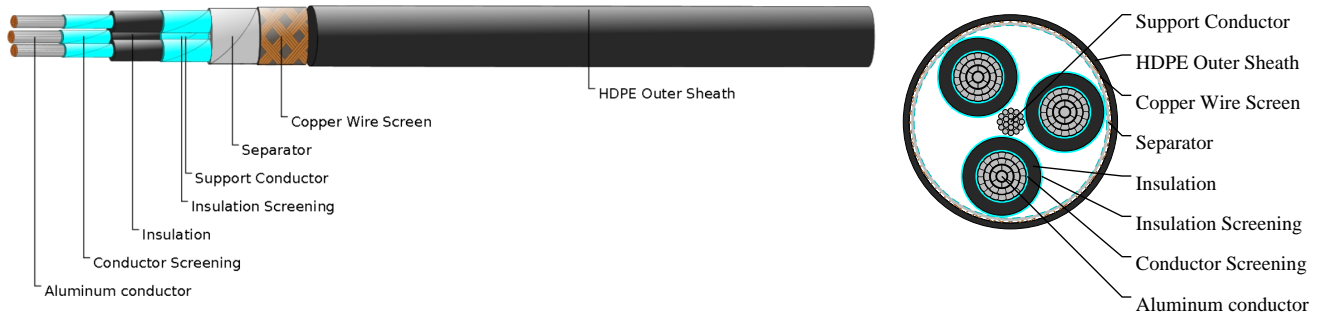 HDPE Outer Sheath
Copper Wire Screen
Separator
Support Conductor
Insulation Screening
Insulation
Conductor Screening
Aluminum conductor
Support Conductor
HDPE Outer Sheath
Copper Wire Screen
Separator
Insulation
Insulation Screening
Conductor Screening
Aluminum conductor